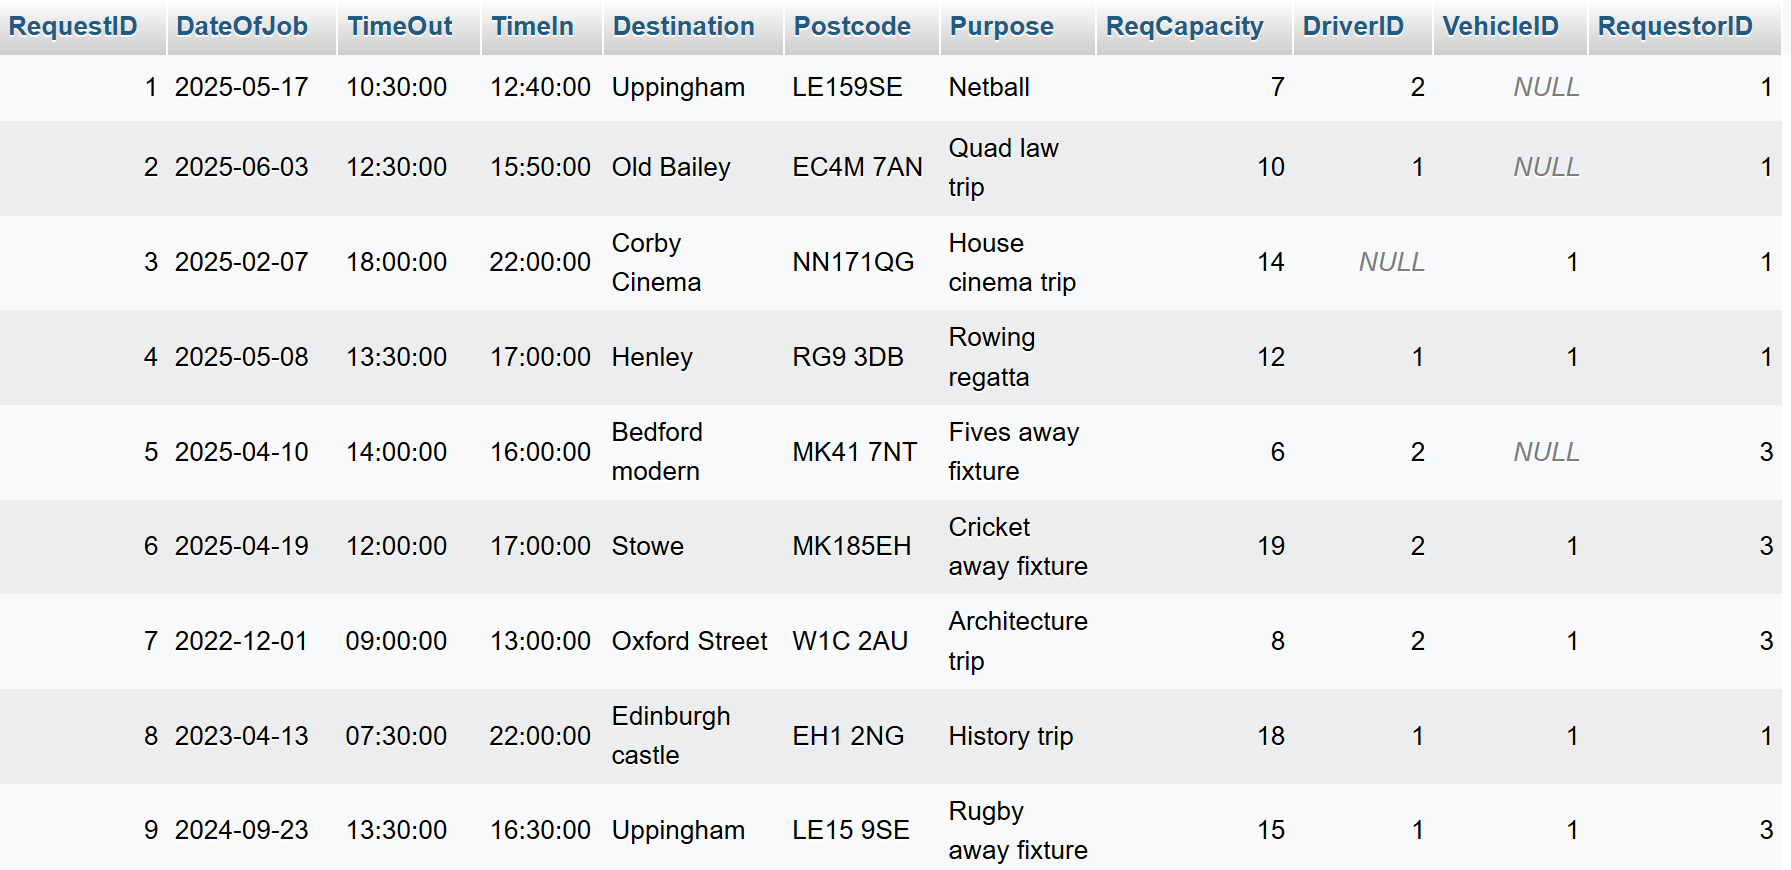 RequestID DateOfJob TimeOut TimeIn Destination Postcode Purpose ReqCapacity DriverID VehicleID RequestorID
1 2025-05-17 10:30:00 12:40:00 Uppingham LE159SE Netball 7 2 NULL 1
2 2025-06-03 12:30:00 15:50:00 Old Bailey EC4M 7AN Quad law trip 10 1 NULL 1
3 2025-02-07 18:00:00 22:00:00 Corby Cinema NN171QG House cinema trip 14 NULL 1 1
4 2025-05-08 13:30:00 17:00:00 Henley RG9 3DB Rowing regatta 12 1 1 1
5 2025-04-10 14:00:00 16:00:00 Bedford modern MK41 7NT Fives away fixture 6 2 NULL 3
6 2025-04-19 12:00:00 17:00:00 Stowe MK185EH Cricket away fixture 19 2 1 3
7 2022-12-01 09:00:00 13:00:00 Oxford Street W1C 2AU Architecture trip 8 2 1 3
8 2023-04-13 07:30:00 22:00:00 Edinburgh castle EH1 2NG History trip 18 1 1 1
9 2024-09-23 13:30:00 16:30:00 Uppingham LE15 9SE Rugby away fixture 15 1 1 3